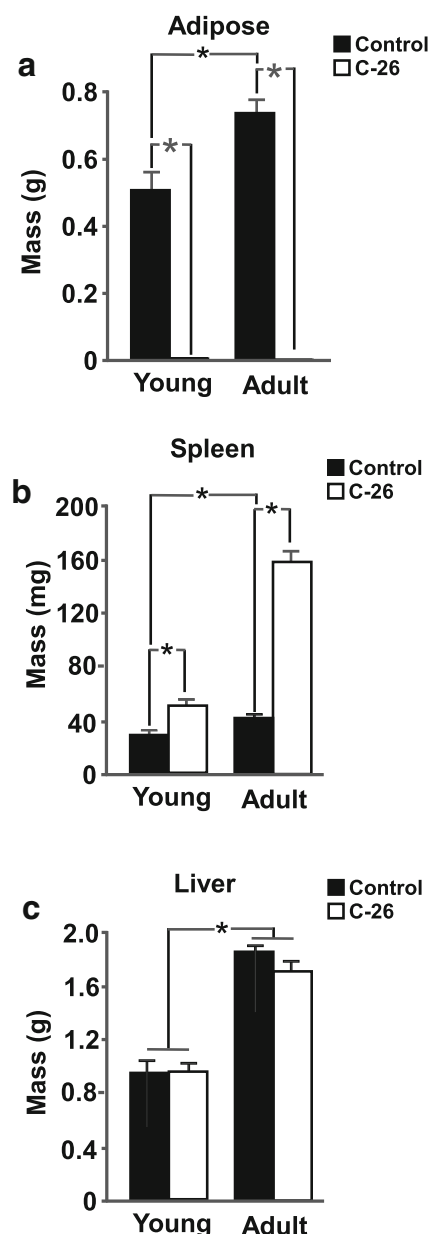 Adipose
a
Control
C-26
*
*
*
0.8
0.6
0.4
0.2
0
Mass (g)
Young Adult
Spleen
b
Control
C-26
*
*
*
200
160
120
80
40
0
Mass (mg)
Young Adult
Liver
c
Control
C-26
*
2.0
1.6
1.2
0.8
0.4
0
Mass (g)
Young Adult